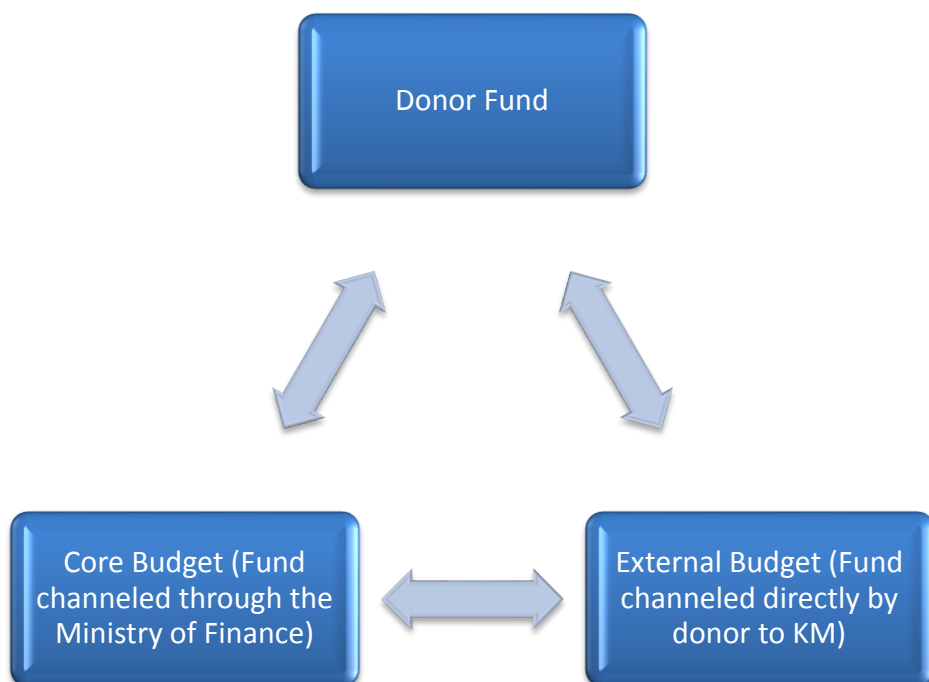 Donor Fund
Core Budget (Fund
channeled through the
Ministry of Finance)
External Budget (Fund
channeled directly by
donor to KM)